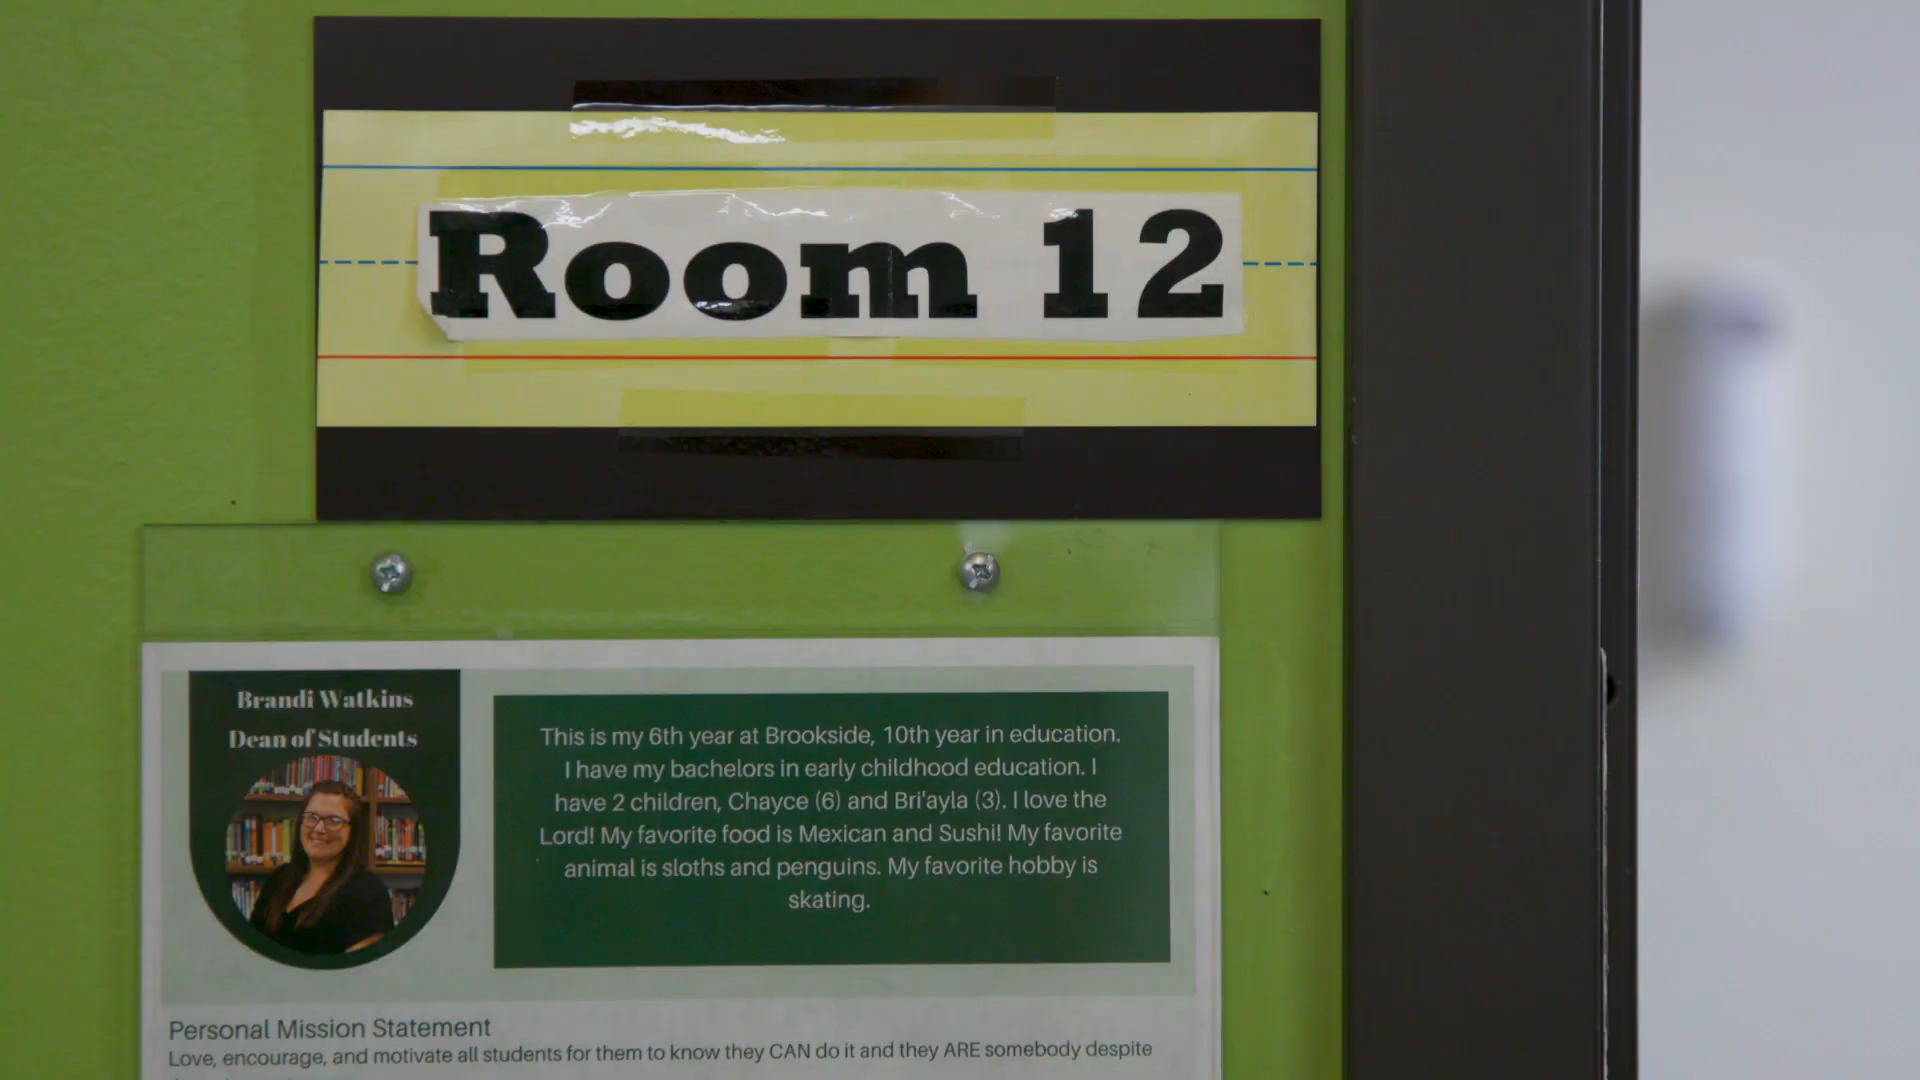 Room 12
Brandi Watkins
Dean of Students
This is my 6th year at Brookside, 10th year in education.
I have my bachelors in early childhood education. I
have 2 children, Chayce (6) and Bri'ayla (3). I love the
Lord! My favorite food is Mexican and Sushi! My favorite
animal is sloths and penguins. My favorite hobby is
skating.
Personal Mission Statement
Love, encourage, and motivate all students for them to know they CAN do it and they ARE somebody despite